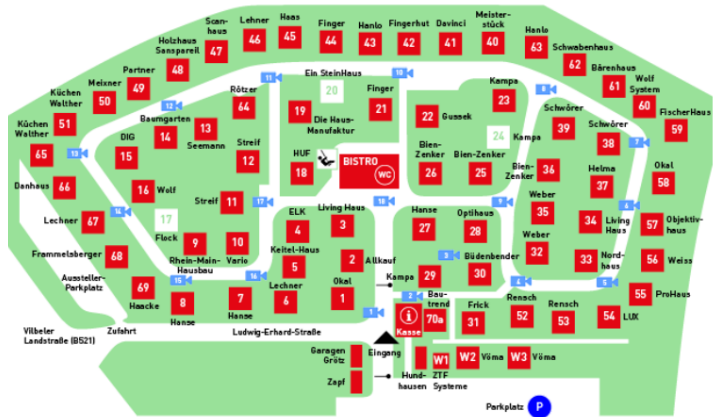 Scan-
haus
47
Lehner
46
Haas
45
Finger
44
Hanlo
43
Fingerhut
42
Davinci
41
Meister-
stück
40
Hanlo
63
Schwabenhaus
62
Bärenhaus
61
Wolf
System
60
FischerHaus
59
Holzhaus
Sanspareil
48
Partner
49
Meixner
50
Küchen
Walther
51
Küchen
Walther
65
Danhaus
66
Lechner
67
Frammelsberger
68
Aussteller-
Parkplatz
69
Haacke
Vilbeler
Landstraße (B521)
Zufahrt
Ludwig-Erhard-Straße
11
10
8
12
13
14
15
16
17
18
9
7
6
5
4
3
2
1
Rötzer
64
Baumgarten
14
13
Seemann
DIG
15
Streif
12
16
Wolf
Streif
11
17
Flock
9
Rhein-Main-
Hausbau
10
Vario
8
Hanse
7
Hanse
Ein SteinHaus
20
19
Die Haus-
Manufaktur
Finger
21
HUF
18
BISTRO
WC
22
Gussek
Kampa
23
24
Kampa
Bien-
Zenker
26
Bien-Zenker
25
Schwörer
39
Schwörer
38
Bien-
Zenker
36
Helma
37
Weber
35
34
Living
Haus
Weber
32
33
Nord-
haus
Okal
58
57
Objektiv-
haus
56
Weiss
55
ProHaus
54
LUX
ELK
4
Living Haus
3
Keitel-Haus
5
2
Allkauf
Lechner
6
Okal
1
Hanse
27
Optihaus
28
Kampa
29
Büdenbender
30
i
Kasse
Bau-
trend
70a
Frick
31
Rensch
52
Rensch
53
Garagen
Grötz
Eingang
Zapf
Hund-
hausen
W1
ZTF
Systeme
W2
Vöma
W3
Vöma
Parkplatz
P